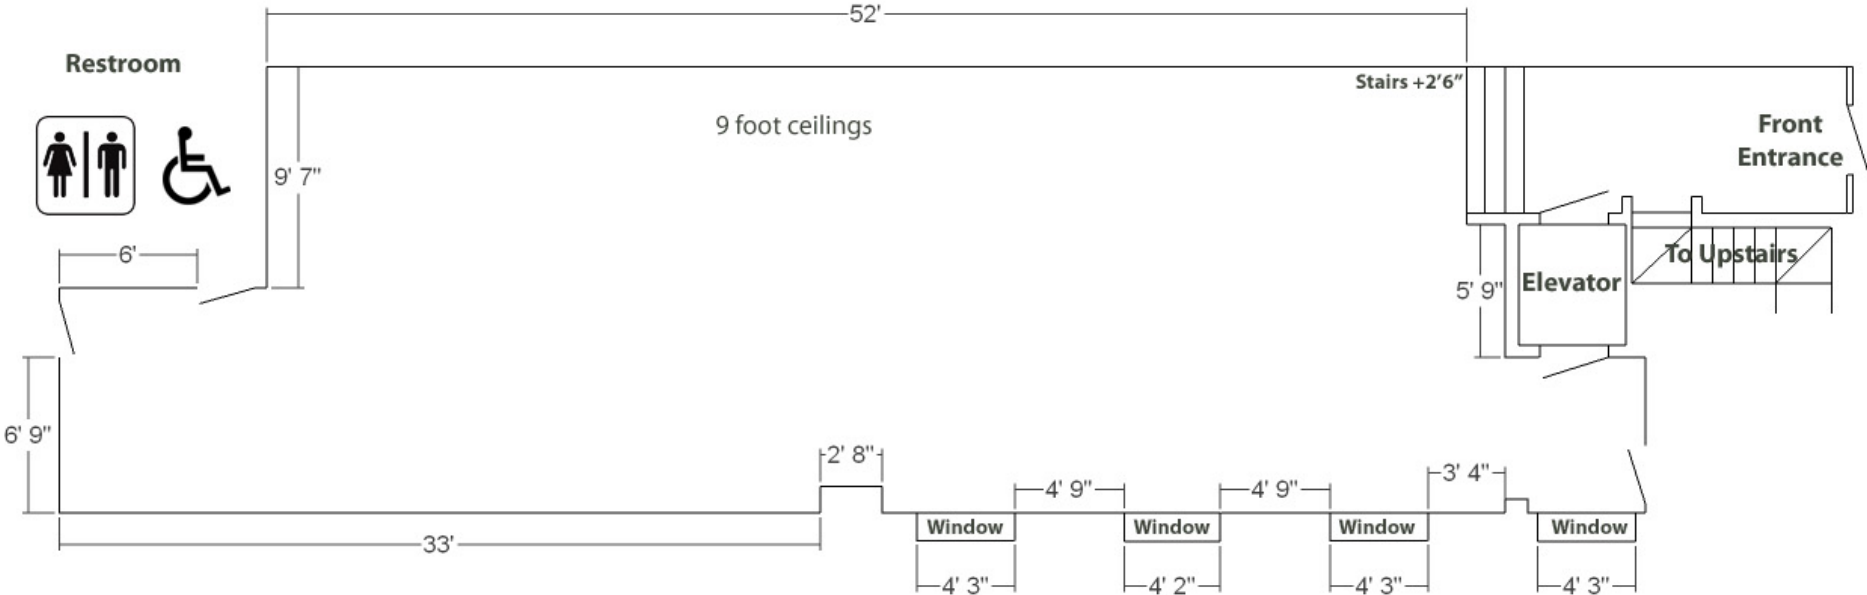 52'
Restroom
Stairs +2'6"
9 foot ceilings
Front
Entrance
9' 7"
6'
To Upstairs
Elevator
5' 9"
6' 9"
2' 8"
3' 4"
4' 9"
4' 9"
Window
Window
Window
Window
33'
4' 3"
4' 2"
4' 3"
4' 3"